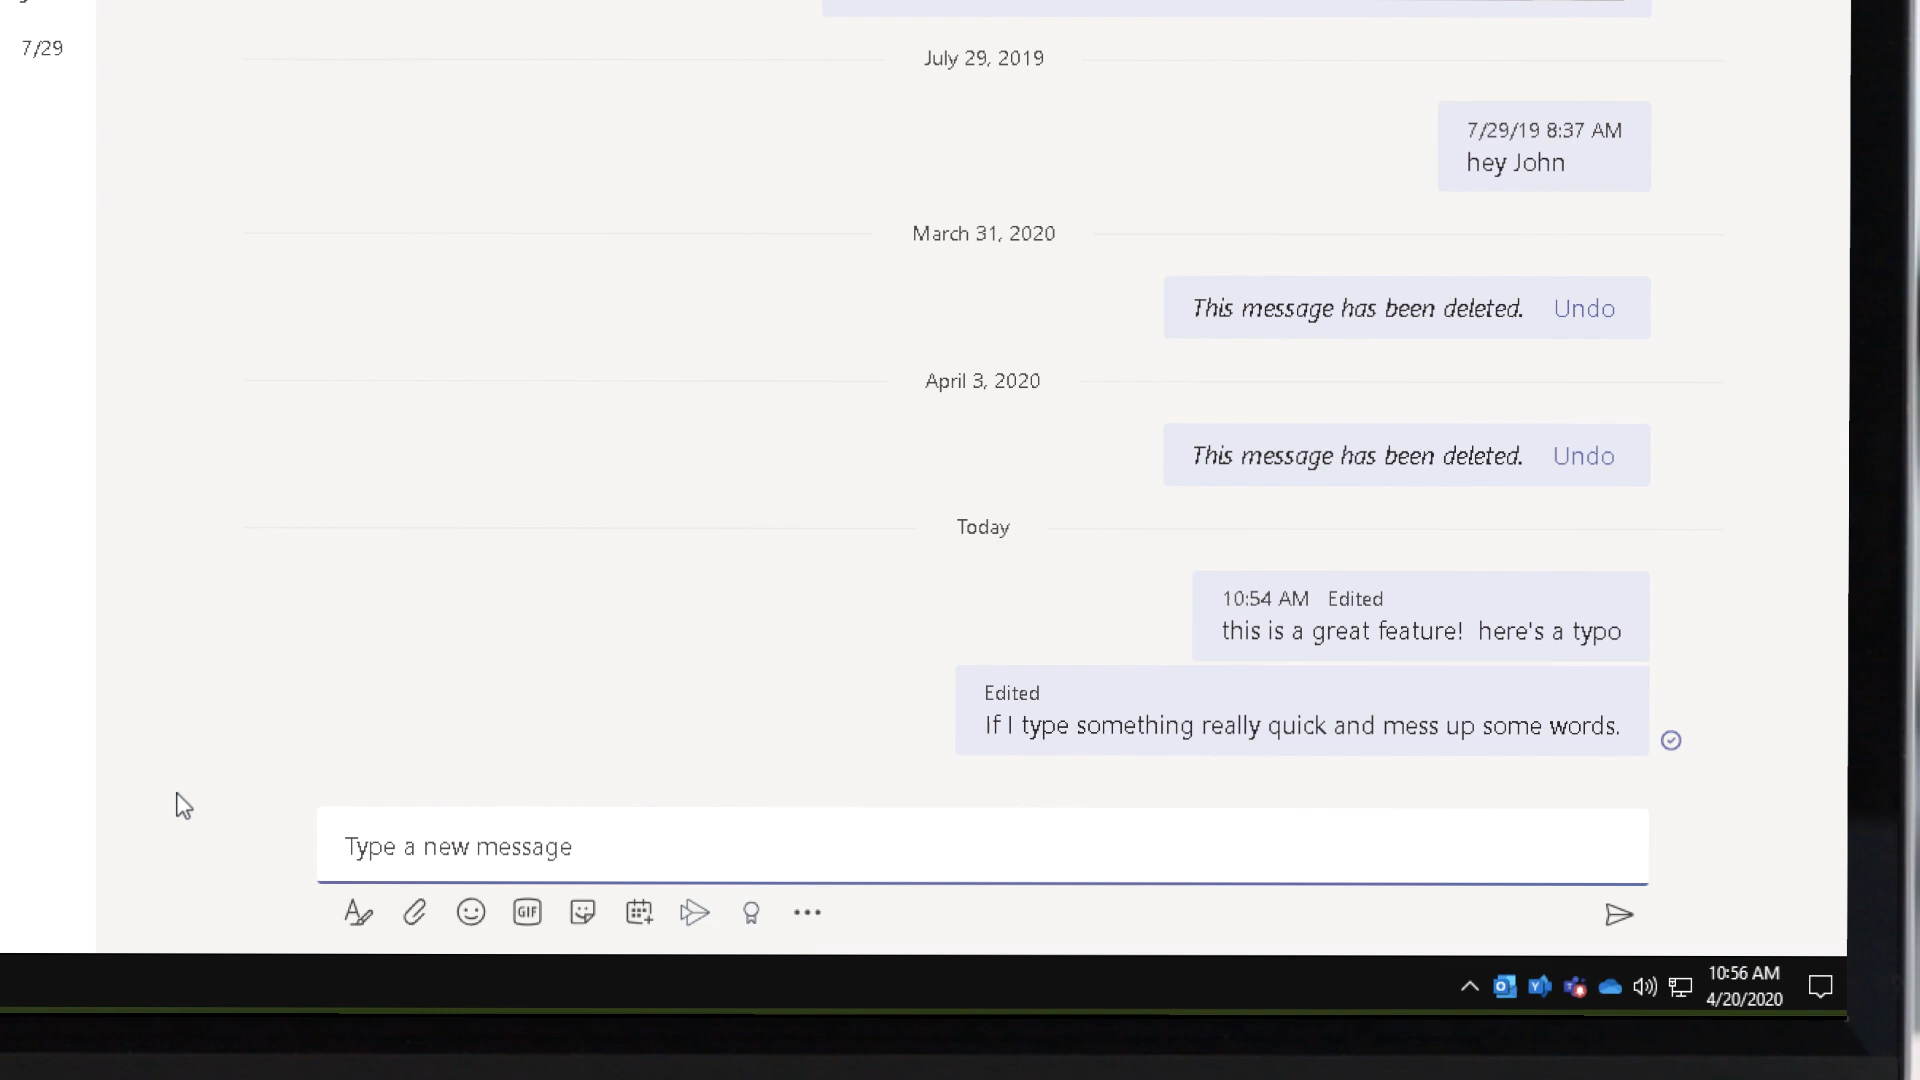 7/29
July 29, 2019
7/29/19 8:37 AM
hey John
March 31, 2020
This message has been deleted. Undo
April 3, 2020
This message has been deleted. Undo
Today
10:54 AM Edited
this is a great feature!  here's a typo
Edited
If I type something really quick and mess up some words.
Type a new message
GIF
10:56 AM
4/20/2020